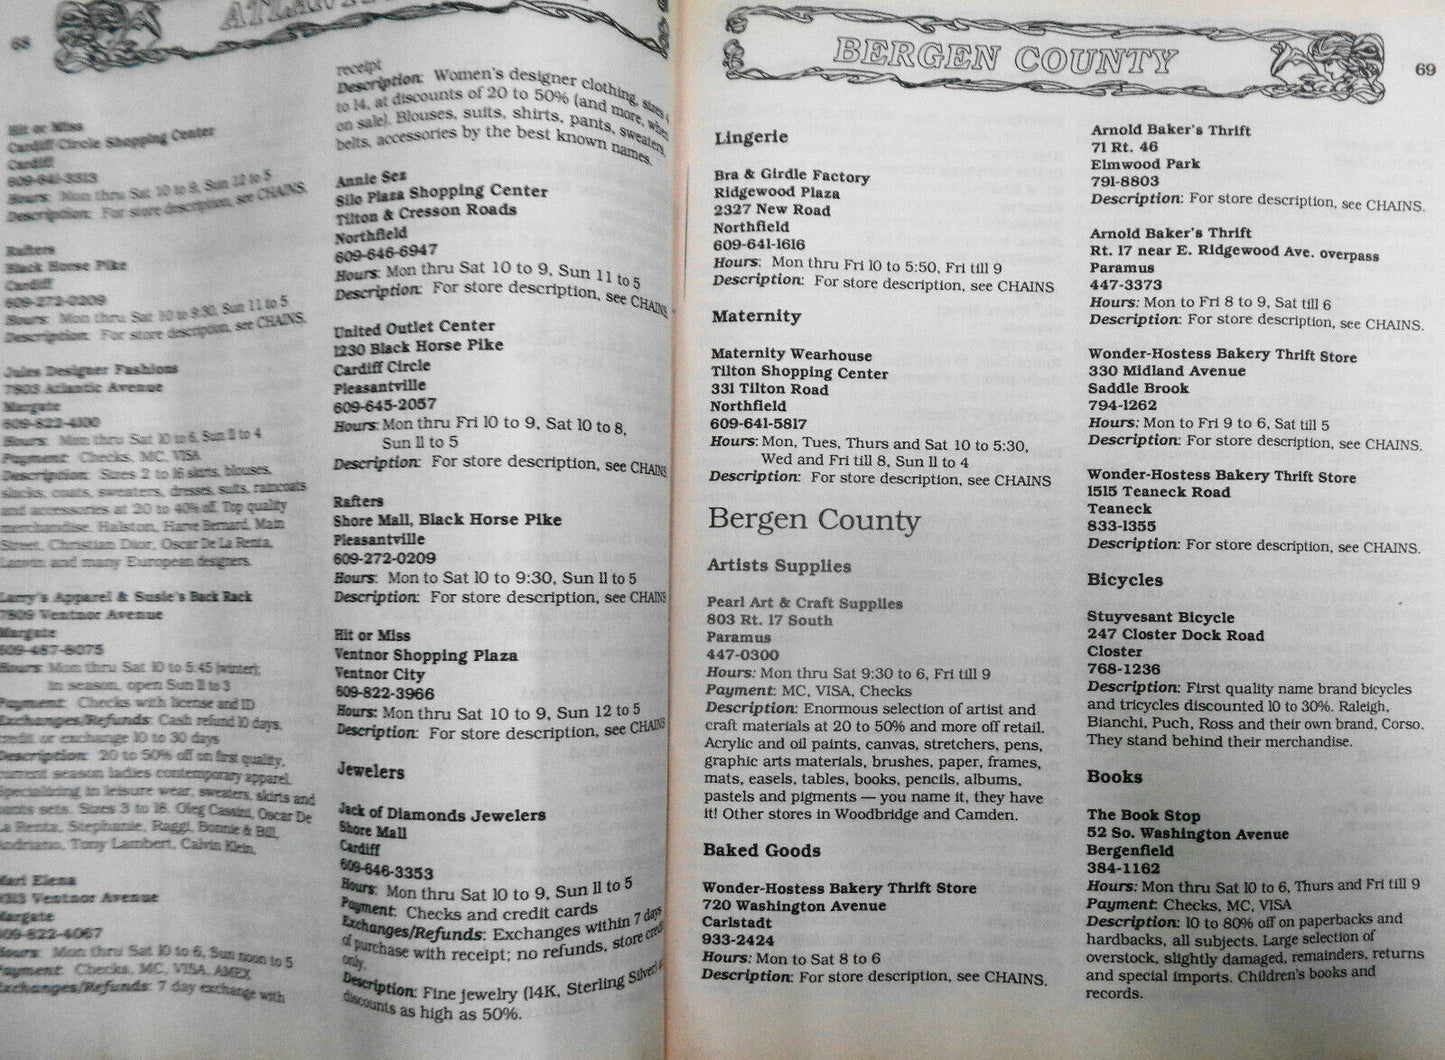 68
ATLANTIC
Hit or Miss
Cardiff Circle Shopping Center
Cardiff
609-641-3313
Hours: Mon thru Sat 10 to 9, Sun 12 to 5
Description: For store description, see CHAINS.
Rafters
Black Horse Pike
Cardiff
609-272-0209
Hours: Mon thru Sat 10 to 9:30, Sun 11 to 5
Description: For store description, see CHAINS.
Jules Designer Fashions
7803 Atlantic Avenue
Margate
609-822-4100
Hours: Mon thru Sat 10 to 6, Sun 11 to 4
Payment: Checks, MC, VISA
Description: Sizes 2 to 16 skirts, blouses,
slacks, coats, sweaters, dresses, suits, raincoats
and accessories at 20 to 40% off. Top quality
merchandise. Halston, Harve Bernard, Main
Street, Christian Dior, Oscar De La Renta,
Lanvin and many European designers.
Larry's Apparel & Susie's Back Rack
7809 Ventnor Avenue
Margate
609-487-8075
Hours: Mon thru Sat 10 to 5:45 (winter);
in season, open Sun 11 to 3
Payment: Checks with license and ID
Exchanges/Refunds: Cash refund 10 days,
credit or exchange 10 to 30 days
Description: 20 to 50% off on first quality,
current season ladies contemporary apparel.
Specializing in leisure wear, sweaters, skirts and
pants sets. Sizes 3 to 18. Oleg Cassini, Oscar De
La Renta, Stephanie, Raggi, Bonnie & Bill,
Andriano, Tony Lambert, Calvin Klein.
Mari Elena
Ventnor Avenue
Margate
609-822-4067
Hours: Mon thru Sat 10 to 6, Sun noon to 5
Payment: Checks, MC, VISA, AMEX
Exchanges/Refunds: 7 day exchange with
receipt
Description: Women's designer clothing, sizes 4
to 14, at discounts of 20 to 50% (and more, when
on sale). Blouses, suits, shirts, pants, sweaters,
belts, accessories by the best known names.
Annie Sez
Silo Plaza Shopping Center
Tilton & Cresson Roads
Northfield
609-646-6947
Hours: Mon thru Sat 10 to 9, Sun 11 to 5
Description: For store description, see CHAINS.
United Outlet Center
1230 Black Horse Pike
Cardiff Circle
Pleasantville
609-645-2057
Hours: Mon thru Fri 10 to 9, Sat 10 to 8,
Sun 11 to 5
Description: For store description, see CHAINS
Rafters
Shore Mall, Black Horse Pike
Pleasantville
609-272-0209
Hours: Mon to Sat 10 to 9:30, Sun 11 to 5
Description: For store description, see CHAINS
Hit or Miss
Ventnor Shopping Plaza
Ventnor City
609-822-3966
Hours: Mon thru Sat 10 to 9, Sun 12 to 5
Description: For store description, see CHAINS
Jewelers
Jack of Diamonds Jewelers
Shore Mall
Cardiff
609-646-3353
Hours: Mon thru Sat 10 to 9, Sun 11 to 5
Payment: Checks and credit cards
Exchanges/Refunds: Exchanges within 7 days
of purchase with receipt; no refunds, store credit
only.
Description: Fine jewelry (14K, Sterling Silver)
discounts as high as 50%.
BERGEN COUNTY
69
Lingerie
Bra & Girdle Factory
Ridgewood Plaza
2327 New Road
Northfield
609-641-1616
Hours: Mon thru Fri 10 to 5:50, Fri till 9
Description: For store description, see CHAINS
Maternity
Maternity Wearhouse
Tilton Shopping Center
331 Tilton Road
Northfield
609-641-5817
Hours: Mon, Tues, Thurs and Sat 10 to 5:30,
Wed and Fri till 8, Sun 11 to 4
Description: For store description, see CHAINS
Bergen County
Artists Supplies
Pearl Art & Craft Supplies
803 Rt. 17 South
Paramus
447-0300
Hours: Mon thru Sat 9:30 to 6, Fri till 9
Payment: MC, VISA, Checks
Description: Enormous selection of artist and
craft materials at 20 to 50% and more off retail.
Acrylic and oil paints, canvas, stretchers, pens,
graphic arts materials, brushes, paper, frames,
mats, easels, tables, books, pencils, albums,
pastels and pigments — you name it, they have
it! Other stores in Woodbridge and Camden.
Baked Goods
Wonder-Hostess Bakery Thrift Store
720 Washington Avenue
Carlstadt
933-2424
Hours: Mon to Sat 8 to 6
Description: For store description, see CHAINS.
Arnold Baker's Thrift
71 Rt. 46
Elmwood Park
791-8803
Description: For store description, see CHAINS.
Arnold Baker's Thrift
Rt. 17 near E. Ridgewood Ave. overpass
Paramus
447-3373
Hours: Mon to Fri 8 to 9, Sat till 6
Description: For store description, see CHAINS.
Wonder-Hostess Bakery Thrift Store
330 Midland Avenue
Saddle Brook
794-1262
Hours: Mon to Fri 9 to 6, Sat till 5
Description: For store description, see CHAINS.
Wonder-Hostess Bakery Thrift Store
1515 Teaneck Road
Teaneck
833-1355
Description: For store description, see CHAINS.
Bicycles
Stuyvesant Bicycle
247 Closter Dock Road
Closter
768-1236
Description: First quality name brand bicycles
and tricycles discounted 10 to 30%. Raleigh,
Bianchi, Puch, Ross and their own brand, Corso.
They stand behind their merchandise.
Books
The Book Stop
52 So. Washington Avenue
Bergenfield
384-1162
Hours: Mon thru Sat 10 to 6, Thurs and Fri till 9
Payment: Checks, MC, VISA
Description: 10 to 80% off on paperbacks and
hardbacks, all subjects. Large selection of
overstock, slightly damaged, remainders, returns
and special imports. Children's books and
records.